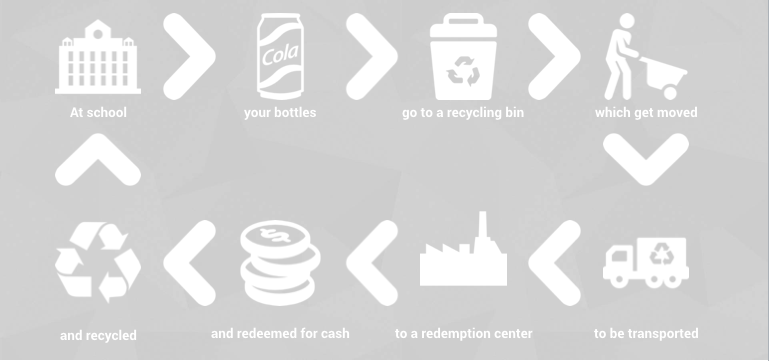 Cola
At school
your bottles
go to a recycling bin
which get moved
to be transported
to a redemption center
and redeemed for cash
and recycled